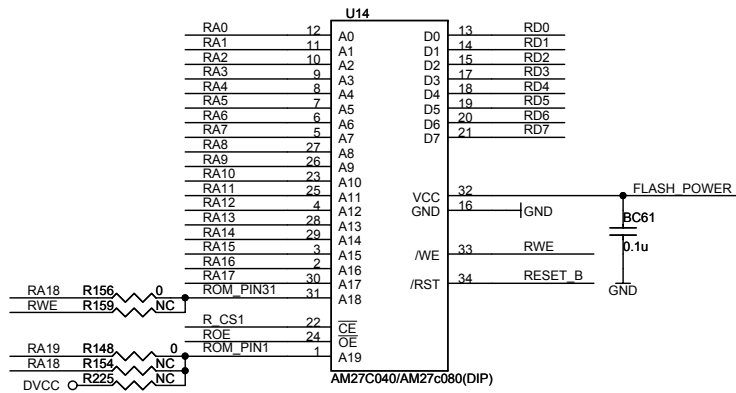 U14
RA0 12 A0 D0 13 RD0
RA1 11 A1 D1 14 RD1
RA2 10 A2 D2 15 RD2
RA3 9 A3 D3 17 RD3
RA4 8 A4 D4 18 RD4
RA5 7 A5 D5 19 RD5
RA6 6 A6 D6 20 RD6
RA7 5 A7 D7 21 RD7
RA8 27 A8
RA9 26 A9
RA10 23 A10
RA11 25 A11 VCC 32 FLASH_POWER
RA12 4 A12 GND 16 GND
RA13 28 A13 BC61
RA14 29 A14 0.1u
RA15 3 A15 /WE 33 RWE
RA16 2 A16
RA17 30 A17 /RST 34 RESET_B
GND
RA18 R156 0 ROM_PIN31 31 A18
RWE R159 NC
R_CS1 22 CE
ROE 24 OE
RA19 R148 0 ROM_PIN1 1 A19
RA18 R154 NC
DVCC R225 NC
AM27C040/AM27c080(DIP)